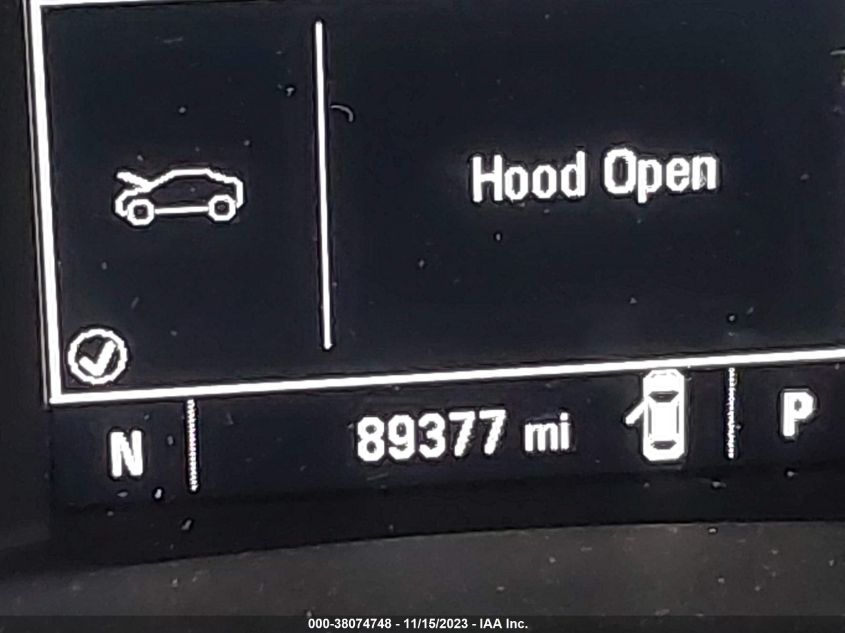 Hood Open
N 89377 mi P
000-38074748 - 11/15/2023 - IAA Inc.